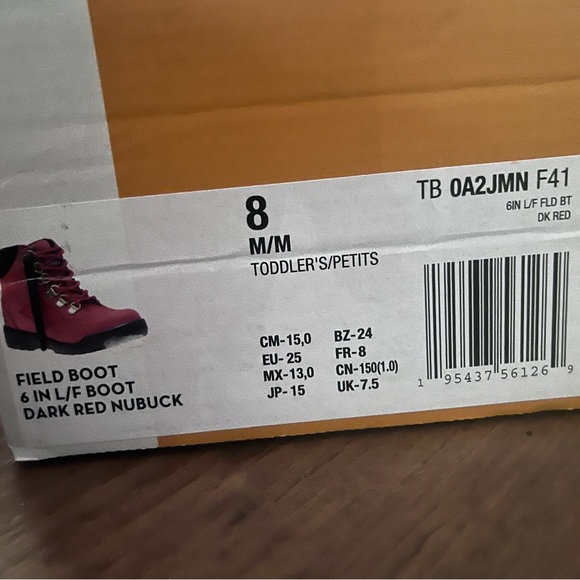 8
M/M
TODDLER'S/PETITS
TB 0A2JMN F41
6IN L/F FLD BT
DK RED
FIELD BOOT
6 IN L/F BOOT
DARK RED NUBUCK
CM-15,0 BZ-24
EU- 25 FR-8
MX-13,0 CN-150(1.0)
JP- 15 UK-7.5
1 95437 56126 9